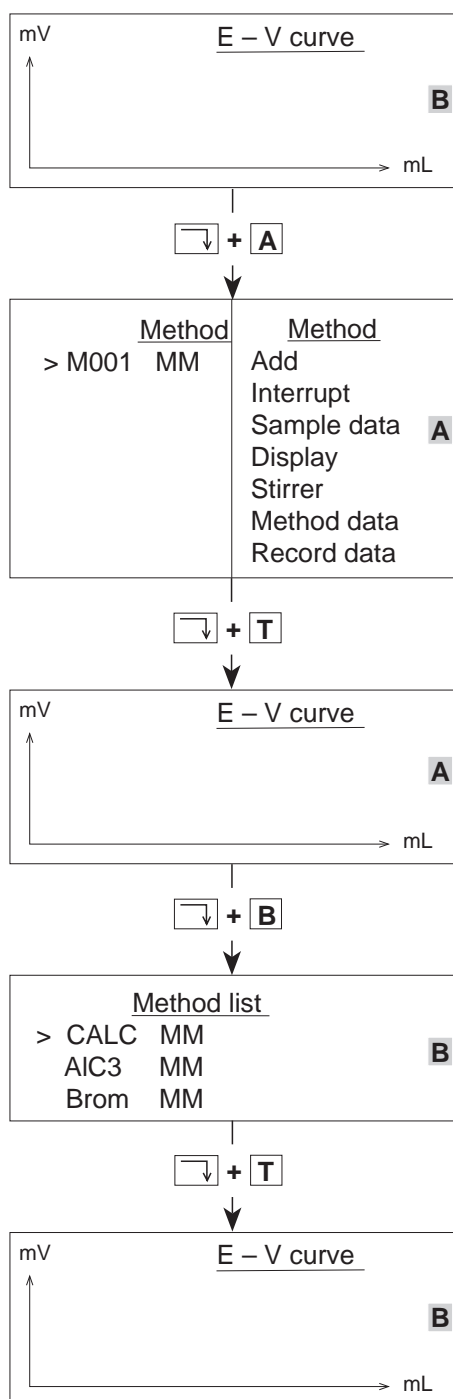 mV E – V curve
B
mL
+ A
Method Method
> M001 MM Add
Interrupt
Sample data A
Display
Stirrer
Method data
Record data
+ T
mV E – V curve
A
mL
+ B
Method list
> CALC MM
B
AlC3 MM
Brom MM
+ T
mV E – V curve
B
mL